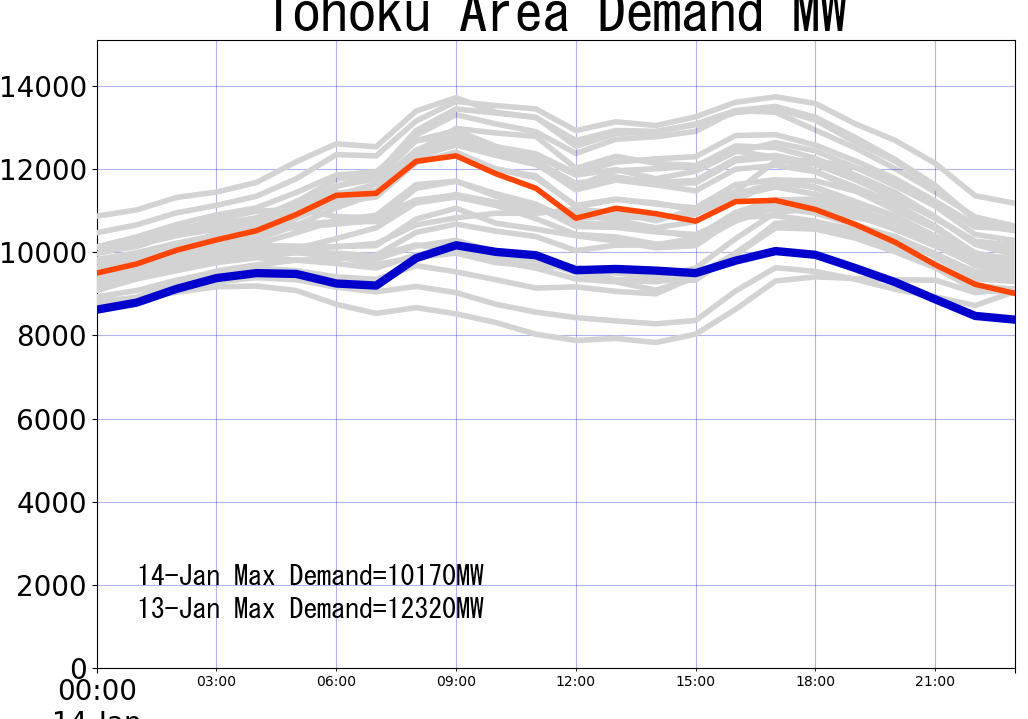 Tohoku Area Demand MW
14000
12000
10000
8000
6000
4000
2000
0
14-Jan Max Demand=10170MW
13-Jan Max Demand=12320MW
00:00 03:00 06:00 09:00 12:00 15:00 18:00 21:00
14 Jan